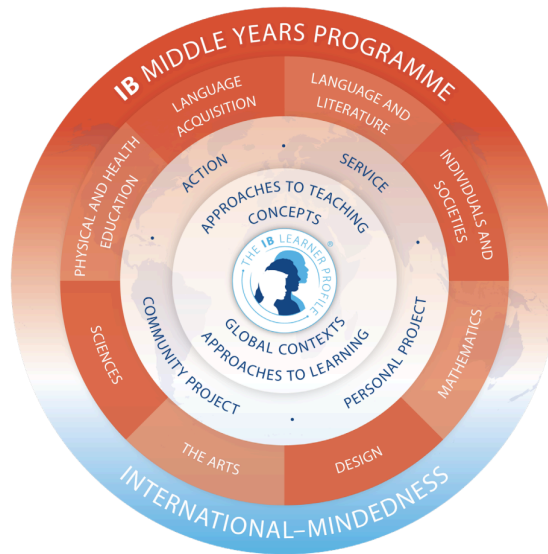 IB MIDDLE YEARS PROGRAMME
LANGUAGE
ACQUISITION
LANGUAGE AND
LITERATURE
INDIVIDUALS AND
SOCIETIES
MATHEMATICS
DESIGN
THE ARTS
SCIENCES
PHYSICAL AND HEALTH
EDUCATION
ACTION
SERVICE
PERSONAL PROJECT
COMMUNITY PROJECT
APPROACHES TO TEACHING
CONCEPTS
THE IB LEARNER PROFILE
®
GLOBAL CONTEXTS
APPROACHES TO LEARNING
INTERNATIONAL–MINDEDNESS